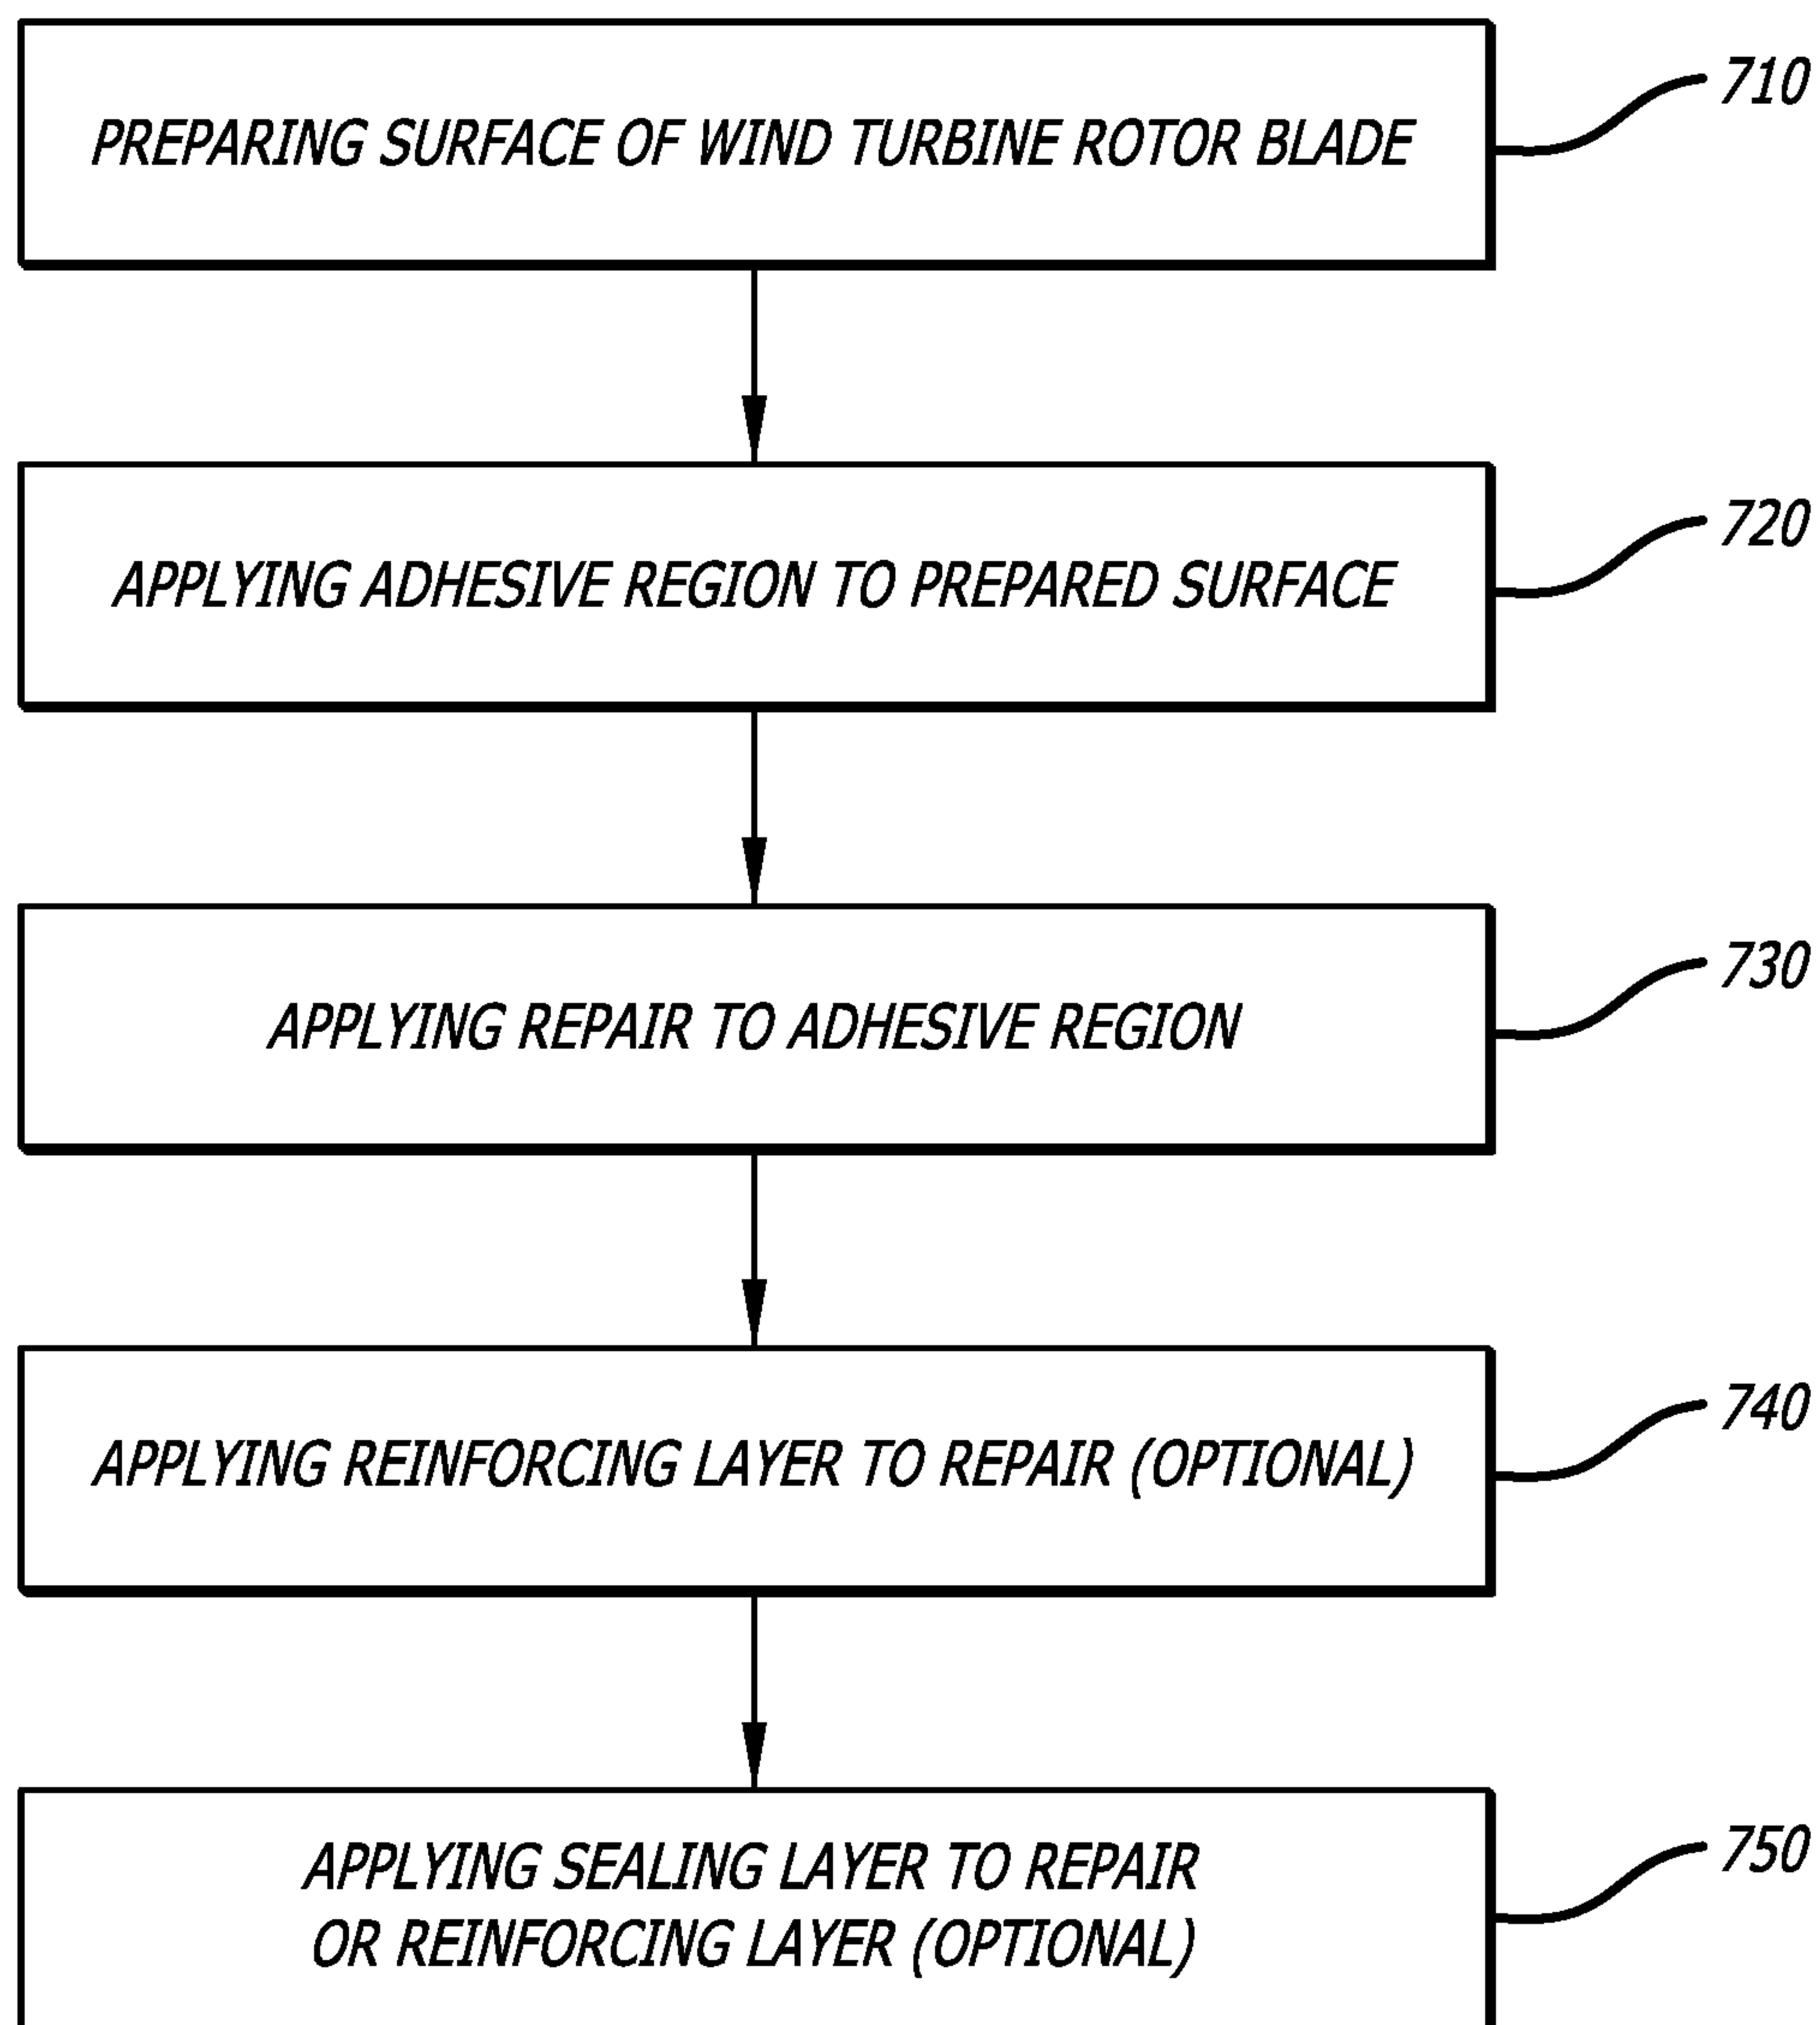 PREPARING SURFACE OF WIND TURBINE ROTOR BLADE
710
APPLYING ADHESIVE REGION TO PREPARED SURFACE
720
APPLYING REPAIR TO ADHESIVE REGION
730
APPLYING REINFORCING LAYER TO REPAIR (OPTIONAL)
740
APPLYING SEALING LAYER TO REPAIR
OR REINFORCING LAYER (OPTIONAL)
750